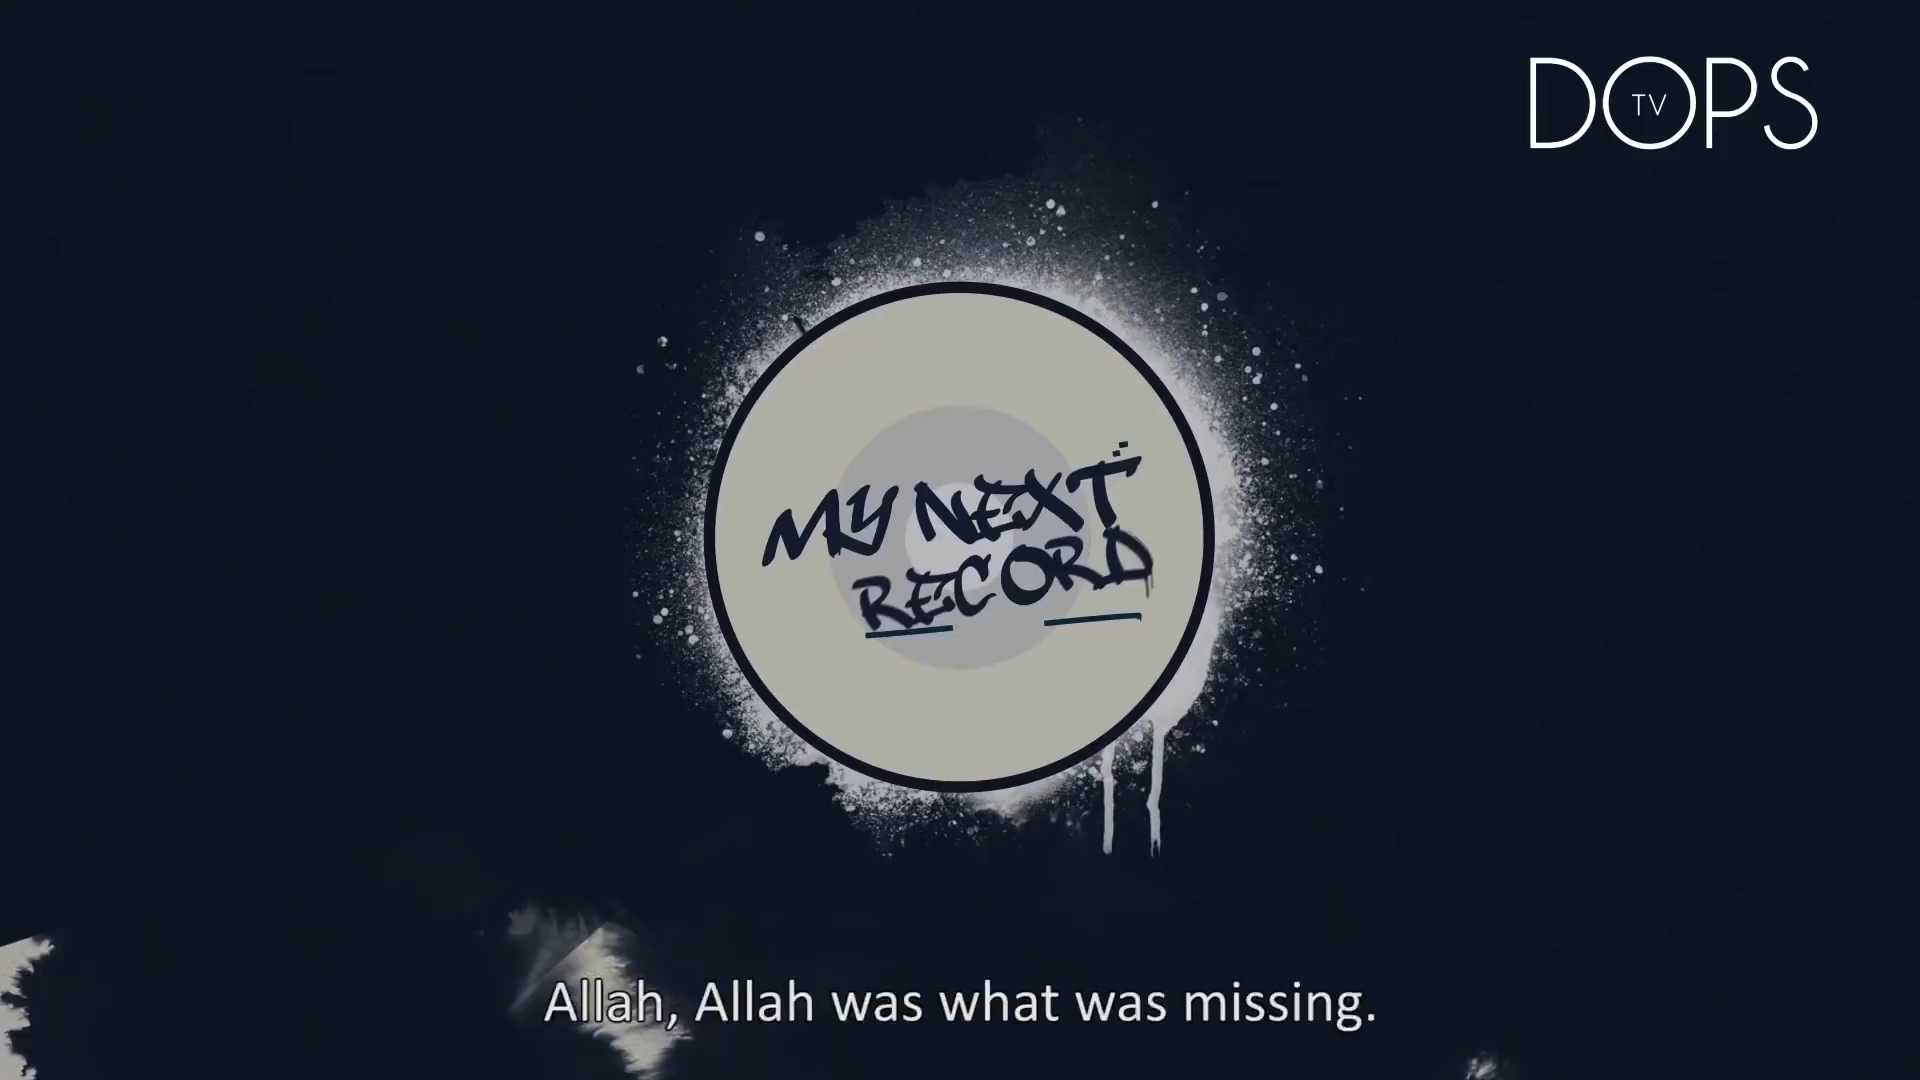 DOPS
TV
MY NEXT
RECORD
Allah, Allah was what was missing.